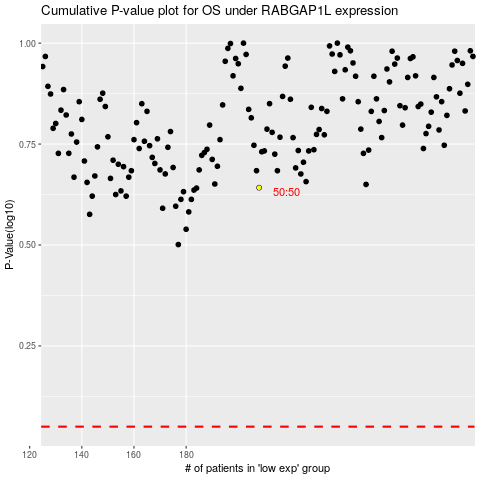 Cumulative P-value plot for OS under RABGAP1L expression
P-Value(log10)
1.00
0.75
0.50
0.25
50:50
120 140 160 180
# of patients in 'low exp' group